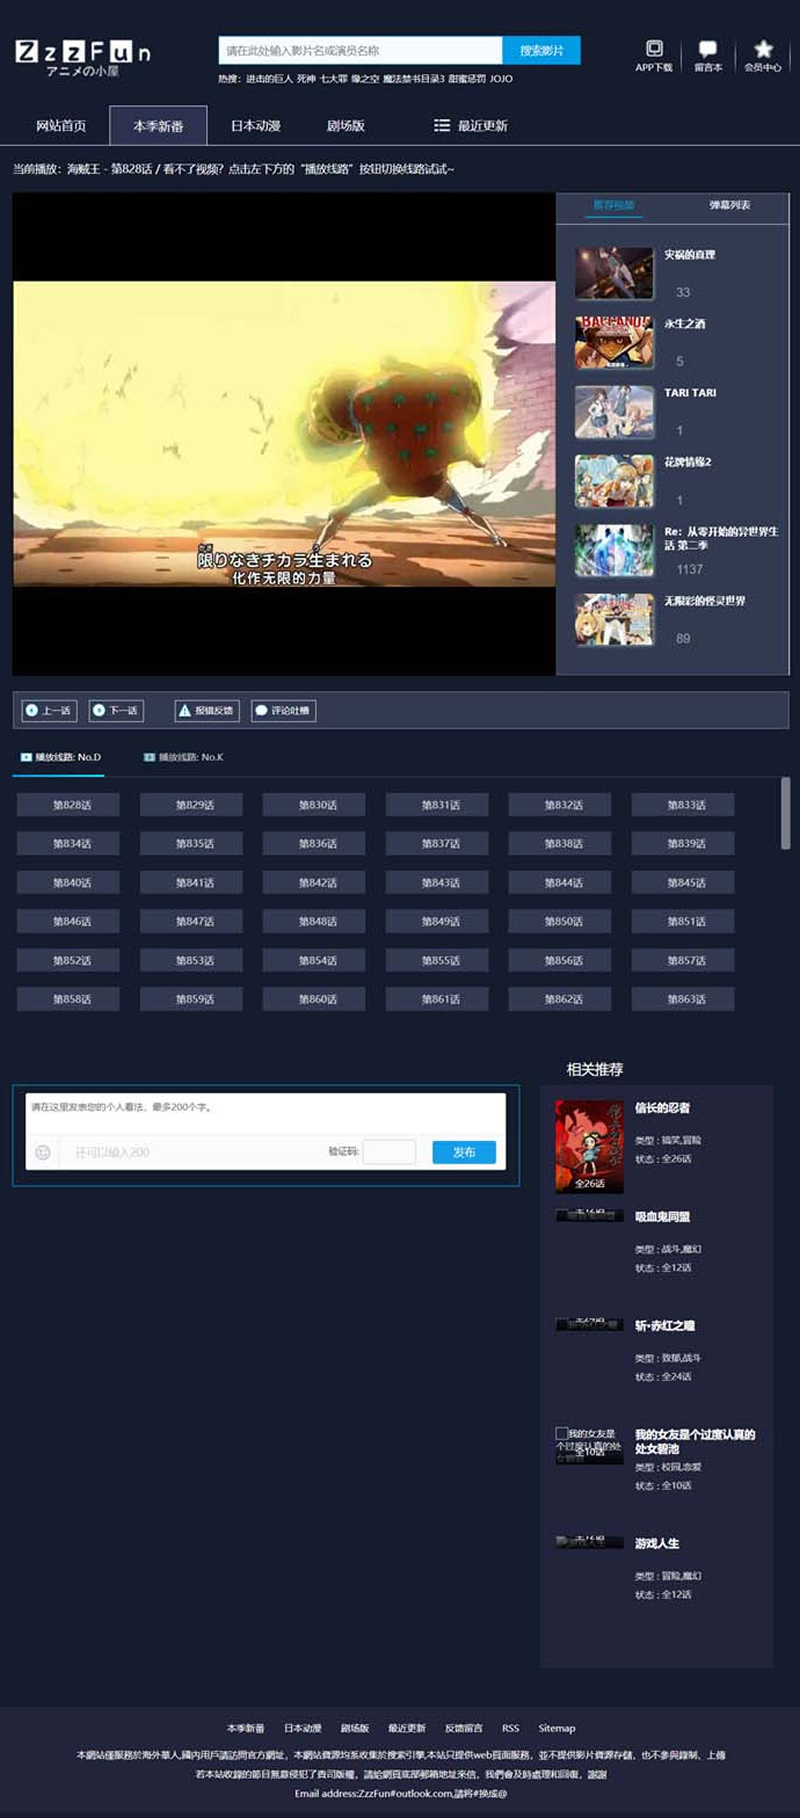 ZzzFun
アニメの小屋
请在此处输入影片名或演员名称
搜索影片
热搜：进击的巨人 死神 七大罪 缘之空 魔法禁书目录3 甜蜜惩罚 JOJO
APP下载
留言本
会员中心
网站首页
本季新番
日本动漫
剧场版
最近更新
当前播放：海贼王 - 第828话 / 看不了视频？点击左下方的“播放线路”按钮切换线路试试~
推荐视频
弹幕列表
灾祸的真理
33
BACCANO!
永生之酒
5
TARI TARI
1
花牌情缘2
1
Re：从零开始的异世界生
活 第二季
1137
无限彩的怪灵世界
89
限りなきチカラ生まれる
化作无限的力量
上一话
下一话
报错反馈
评论吐槽
播放线路: No.D
播放线路: No.K
第828话 第829话 第830话 第831话 第832话 第833话
第834话 第835话 第836话 第837话 第838话 第839话
第840话 第841话 第842话 第843话 第844话 第845话
第846话 第847话 第848话 第849话 第850话 第851话
第852话 第853话 第854话 第855话 第856话 第857话
第858话 第859话 第860话 第861话 第862话 第863话
请在这里发表您的个人看法，最多200个字。
还可以输入200
验证码:
发布
相关推荐
信长的忍者
类型 : 搞笑,冒险
状态 : 全26话
全26话
吸血鬼同盟
类型 : 战斗,魔幻
状态 : 全12话
斩·赤红之瞳
类型 : 致郁,战斗
状态 : 全24话
我的女友是
个过度认真的处
全10话
我的女友是个过度认真的
处女碧池
类型 : 校园,恋爱
状态 : 全10话
游戏人生
类型 : 冒险,魔幻
状态 : 全12话
本季新番 日本动漫 剧场版 最近更新 反馈留言 RSS Sitemap
本網站僅服務於海外華人,國内用戶請訪問官方網址，本網站資源均系收集於搜索引擎,本站只提供web頁面服務，並不提供影片資源存儲，也不參與錄制、上傳
若本站收錄的節目無意侵犯了貴司版權，請給網頁底部郵箱地址來信，我們會及時處理和回復，謝謝
Email address:ZzzFun#outlook.com,請将#换成@